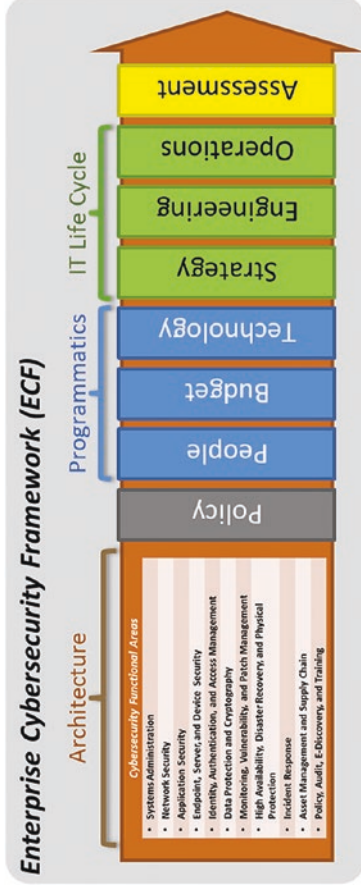 Enterprise Cybersecurity Framework (ECF)
Architecture
Programmatics
IT Life Cycle
Cybersecurity Functional Areas
• Systems Administration
• Network Security
• Application Security
• Endpoint, Server, and Device Security
• Identity, Authentication, and Access Management
• Data Protection and Cryptography
• Monitoring, Vulnerability, and Patch Management
• High Availability, Disaster Recovery, and Physical
Protection
• Incident Response
• Asset Management and Supply Chain
• Policy, Audit, E-Discovery, and Training
Policy
People
Budget
Technology
Strategy
Engineering
Operations
Assessment